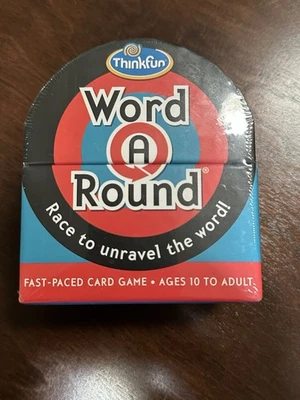 ThinkFun
Word
A
Round®
Race to unravel the word!
FAST-PACED CARD GAME • AGES 10 TO ADULT